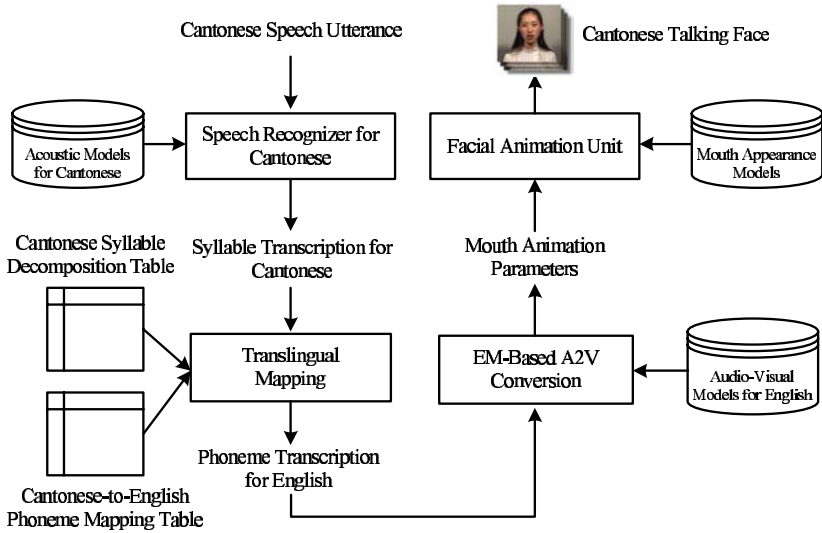 Cantonese Speech Utterance
Cantonese Talking Face
Acoustic Models
for Cantonese
Speech Recognizer for
Cantonese
Facial Animation Unit
Mouth Appearance
Models
Cantonese Syllable
Decomposition Table
Syllable Transcription for
Cantonese
Mouth Animation
Parameters
Translingual
Mapping
EM-Based A2V
Conversion
Audio-Visual
Models for English
Phoneme Transcription
for English
Cantonese-to-English
Phoneme Mapping Table